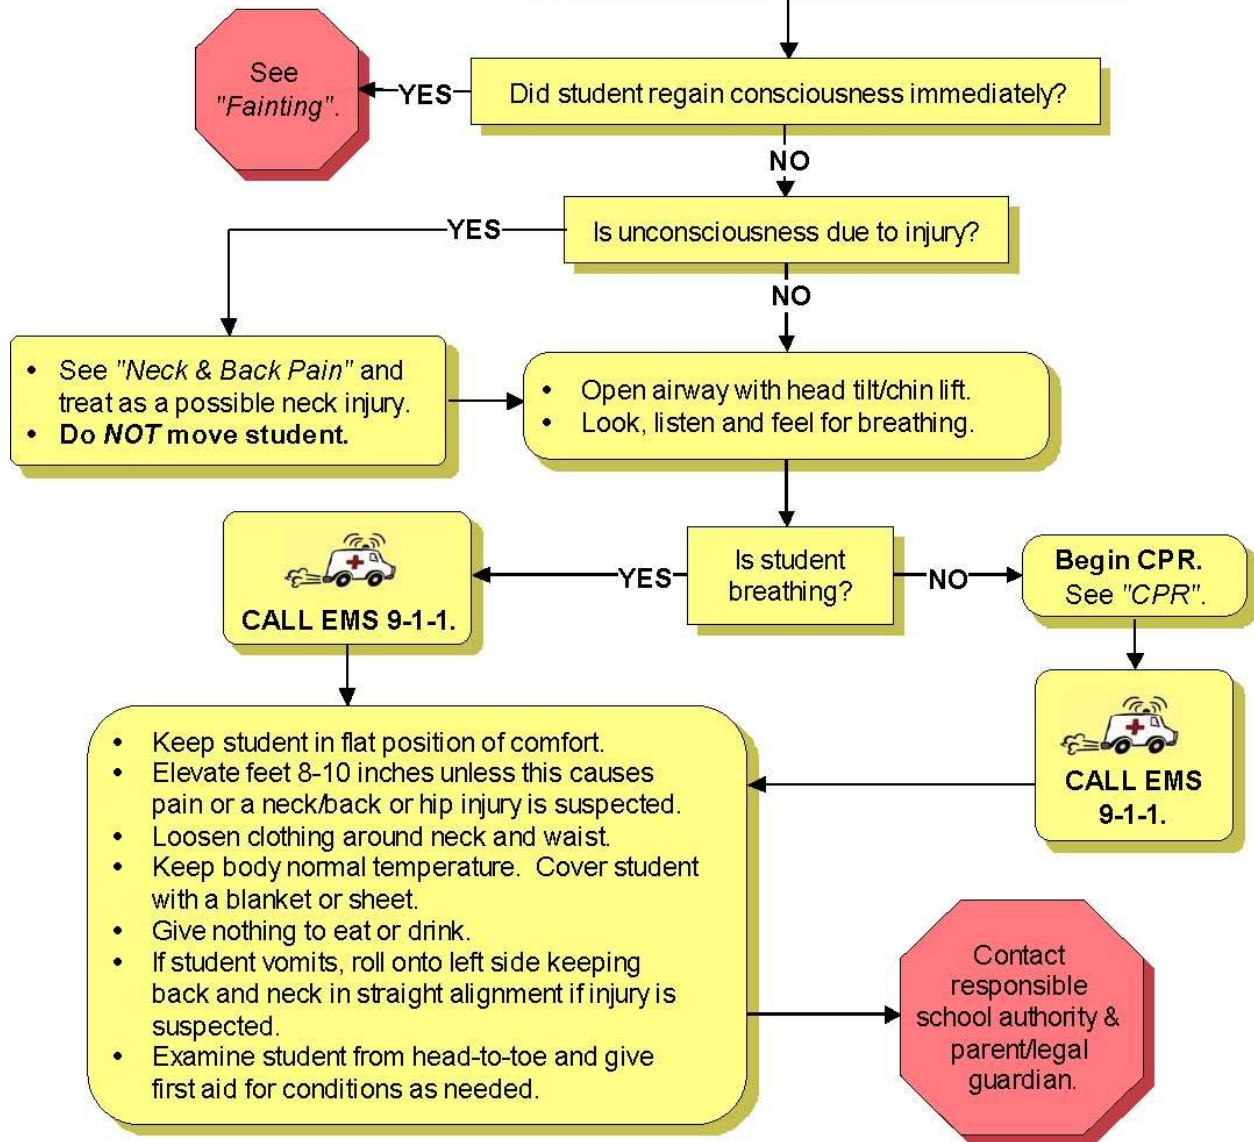 See
"Fainting".
YES
Did student regain consciousness immediately?
NO
YES
Is unconsciousness due to injury?
NO
• See "Neck & Back Pain" and
treat as a possible neck injury.
• Do NOT move student.
• Open airway with head tilt/chin lift.
• Look, listen and feel for breathing.
CALL EMS 9-1-1.
YES
Is student
breathing?
NO
Begin CPR.
See "CPR".
CALL EMS
9-1-1.
• Keep student in flat position of comfort.
• Elevate feet 8-10 inches unless this causes
pain or a neck/back or hip injury is suspected.
• Loosen clothing around neck and waist.
• Keep body normal temperature. Cover student
with a blanket or sheet.
• Give nothing to eat or drink.
• If student vomits, roll onto left side keeping
back and neck in straight alignment if injury is
suspected.
• Examine student from head-to-toe and give
first aid for conditions as needed.
Contact
responsible
school authority &
parent/legal
guardian.